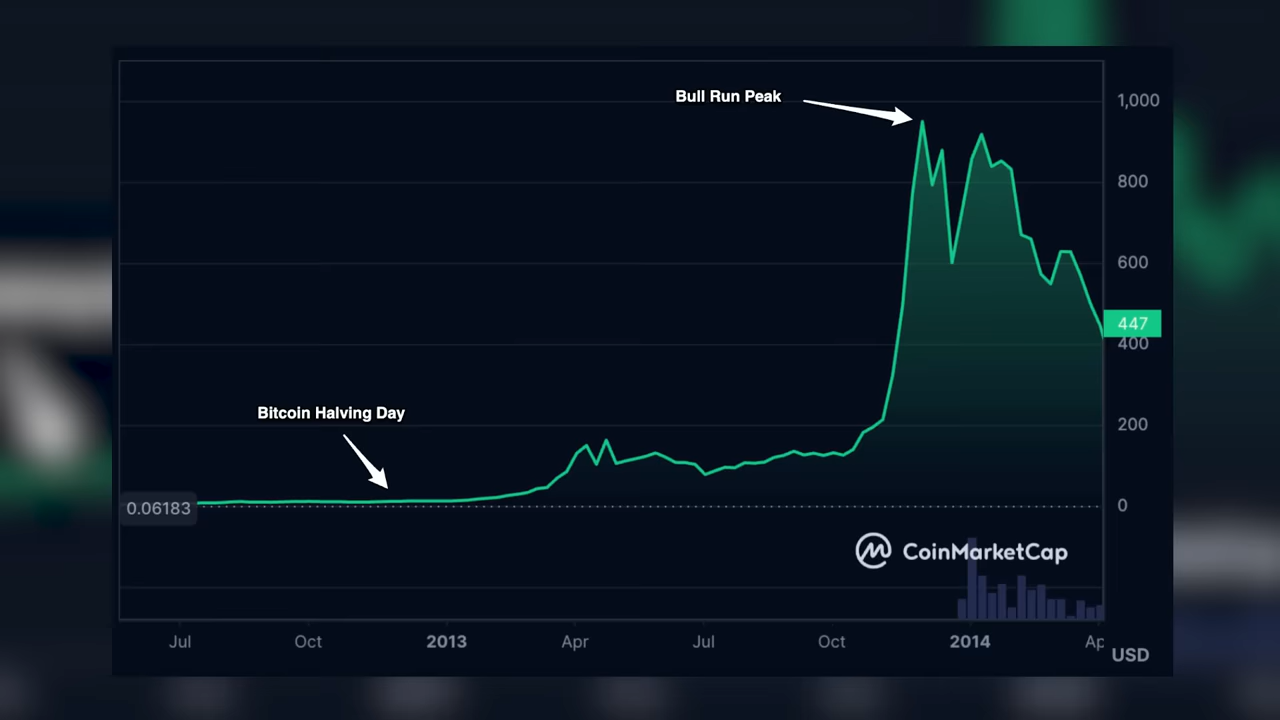 Bull Run Peak
1,000
800
600
447
400
Bitcoin Halving Day
200
0.06183
0
CoinMarketCap
Jul Oct 2013 Apr Jul Oct 2014 Ap
USD